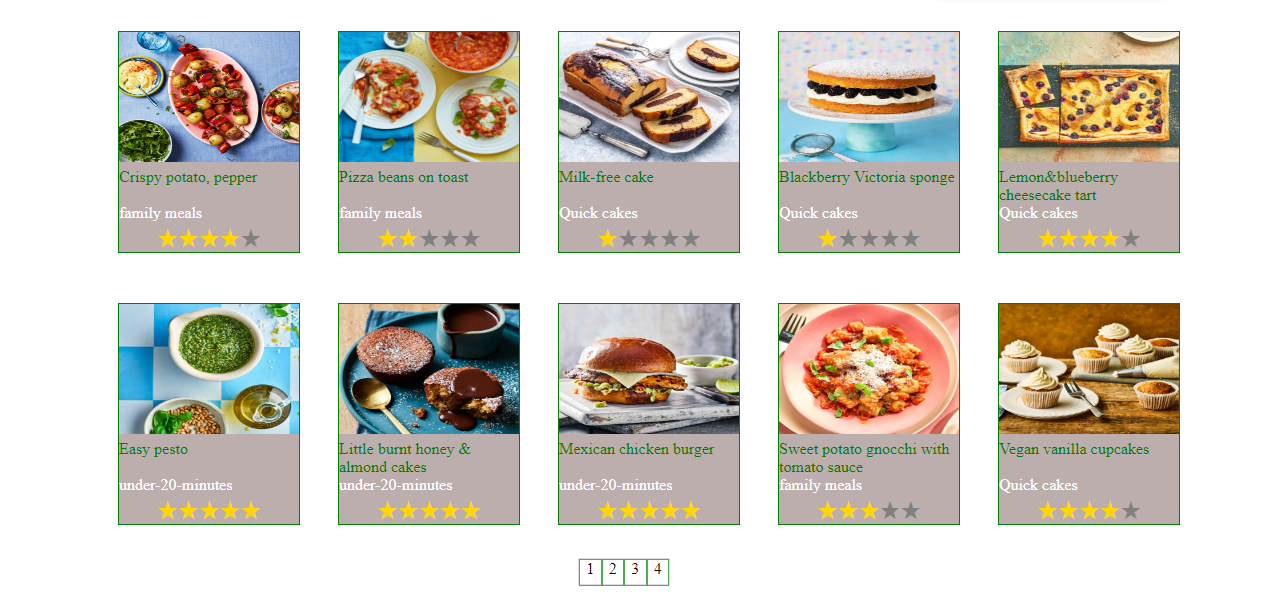 Crispy potato, pepper
family meals
Pizza beans on toast
family meals
Milk-free cake
Quick cakes
Blackberry Victoria sponge
Quick cakes
Lemon&blueberry
cheesecake tart
Quick cakes
Easy pesto
under-20-minutes
Little burnt honey &
almond cakes
under-20-minutes
Mexican chicken burger
under-20-minutes
Sweet potato gnocchi with
tomato sauce
family meals
Vegan vanilla cupcakes
Quick cakes
1 2 3 4